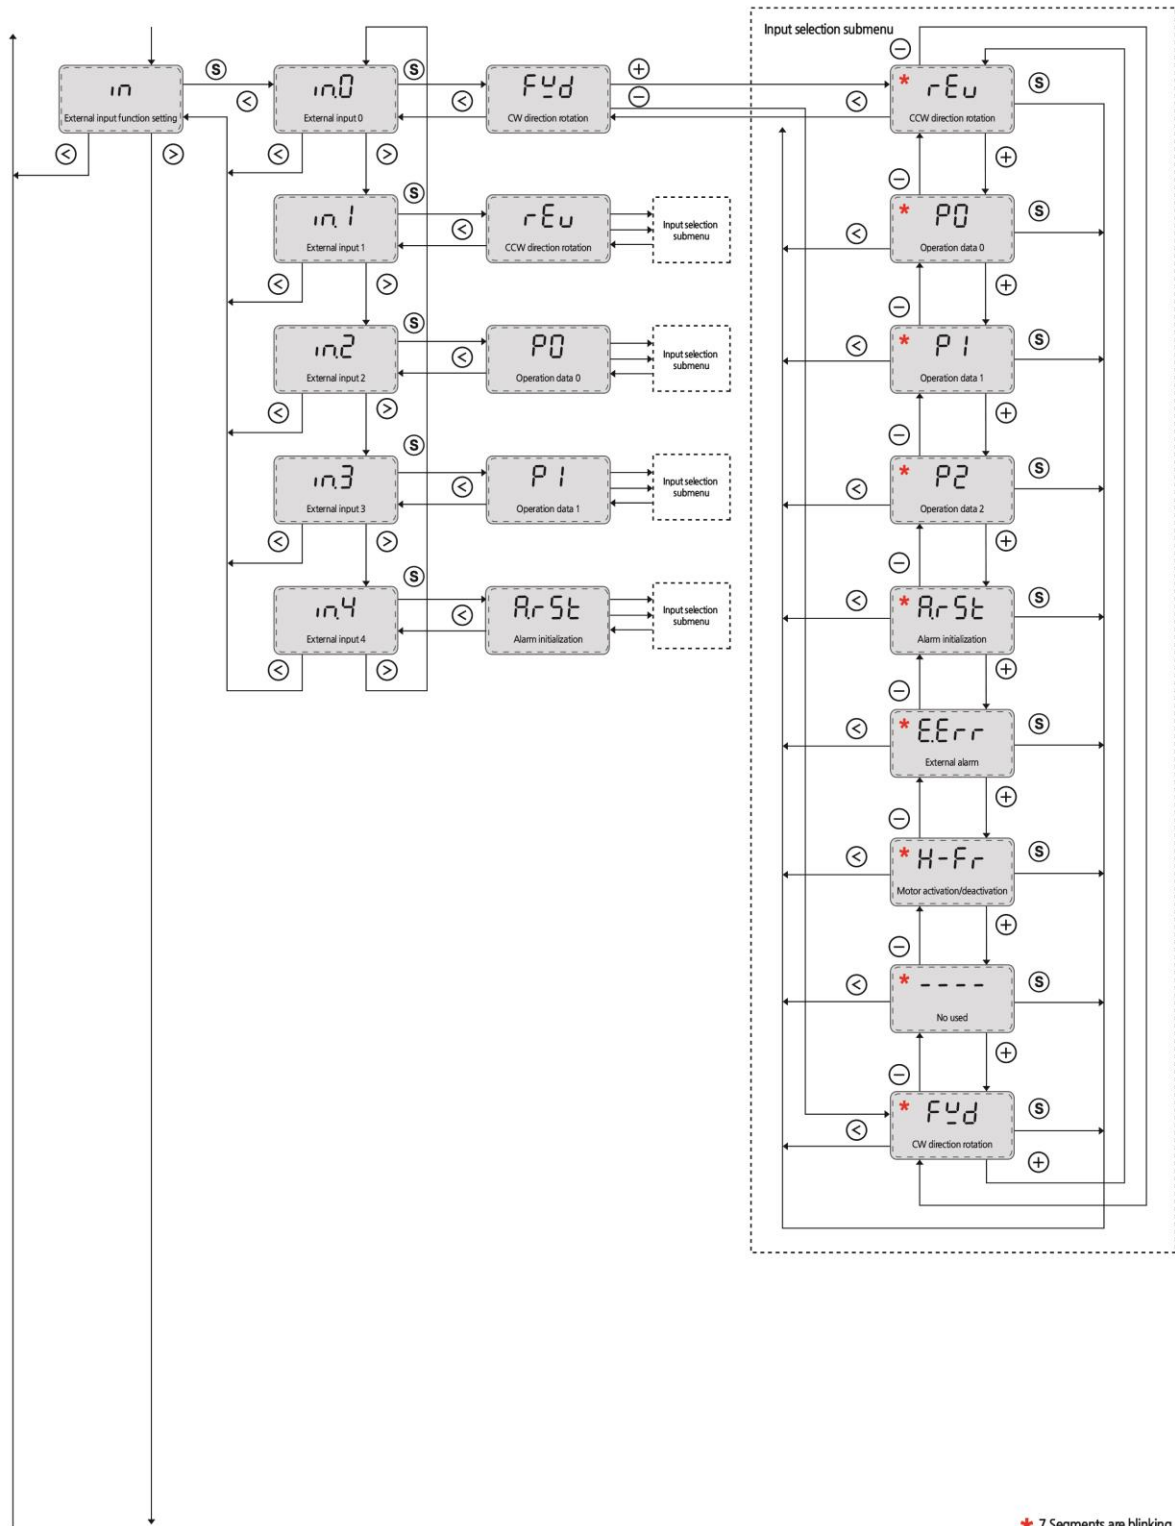 Input selection submenu
in
External input function setting
in.0
External input 0
Fwd
CW direction rotation
* rEv
CCW direction rotation
in.1
External input 1
rEv
CCW direction rotation
Input selection
submenu
* P0
Operation data 0
in.2
External input 2
P0
Operation data 0
Input selection
submenu
* P1
Operation data 1
in.3
External input 3
P1
Operation data 1
Input selection
submenu
* P2
Operation data 2
in.4
External input 4
A.rSt
Alarm initialization
Input selection
submenu
* A.rSt
Alarm initialization
* E.Err
External alarm
* H-Fr
Motor activation/deactivation
* ----
No used
* Fwd
CW direction rotation
* 7 Segments are blinking